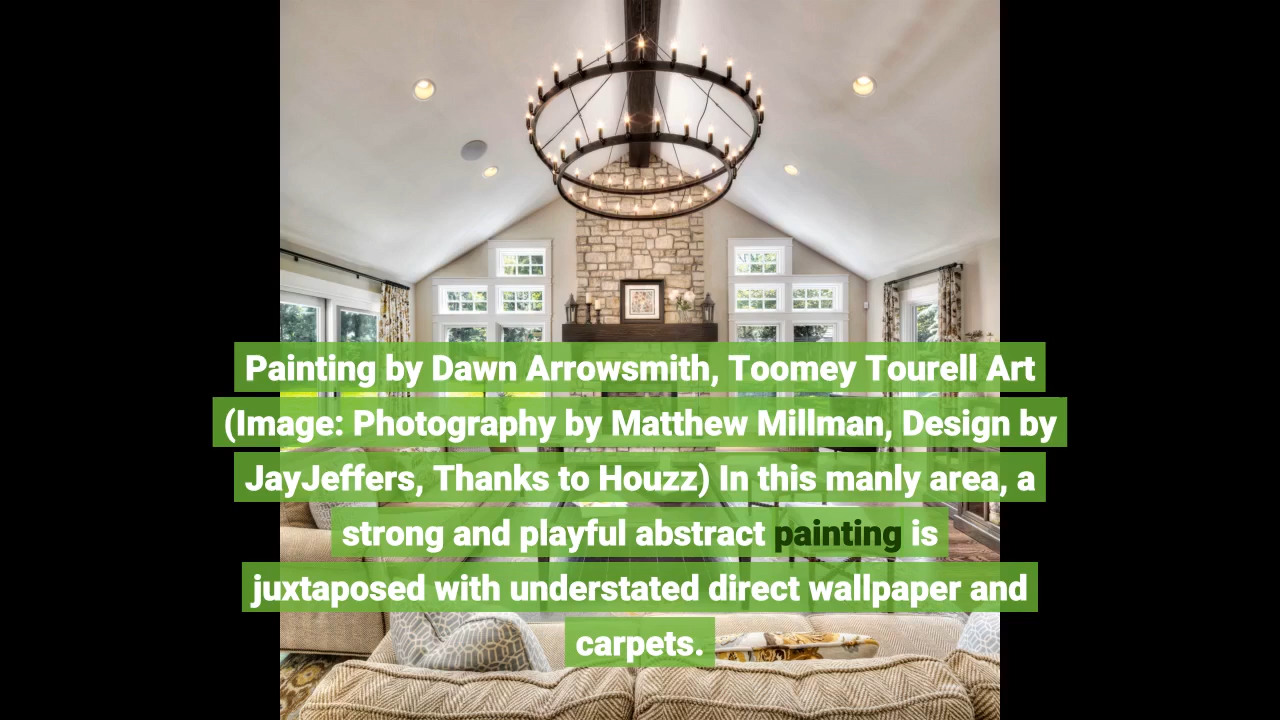 Painting by Dawn Arrowsmith, Toomey Tourell Art
(Image: Photography by Matthew Millman, Design by
JayJeffers, Thanks to Houzz) In this manly area, a
strong and playful abstract painting is
juxtaposed with understated direct wallpaper and
carpets.